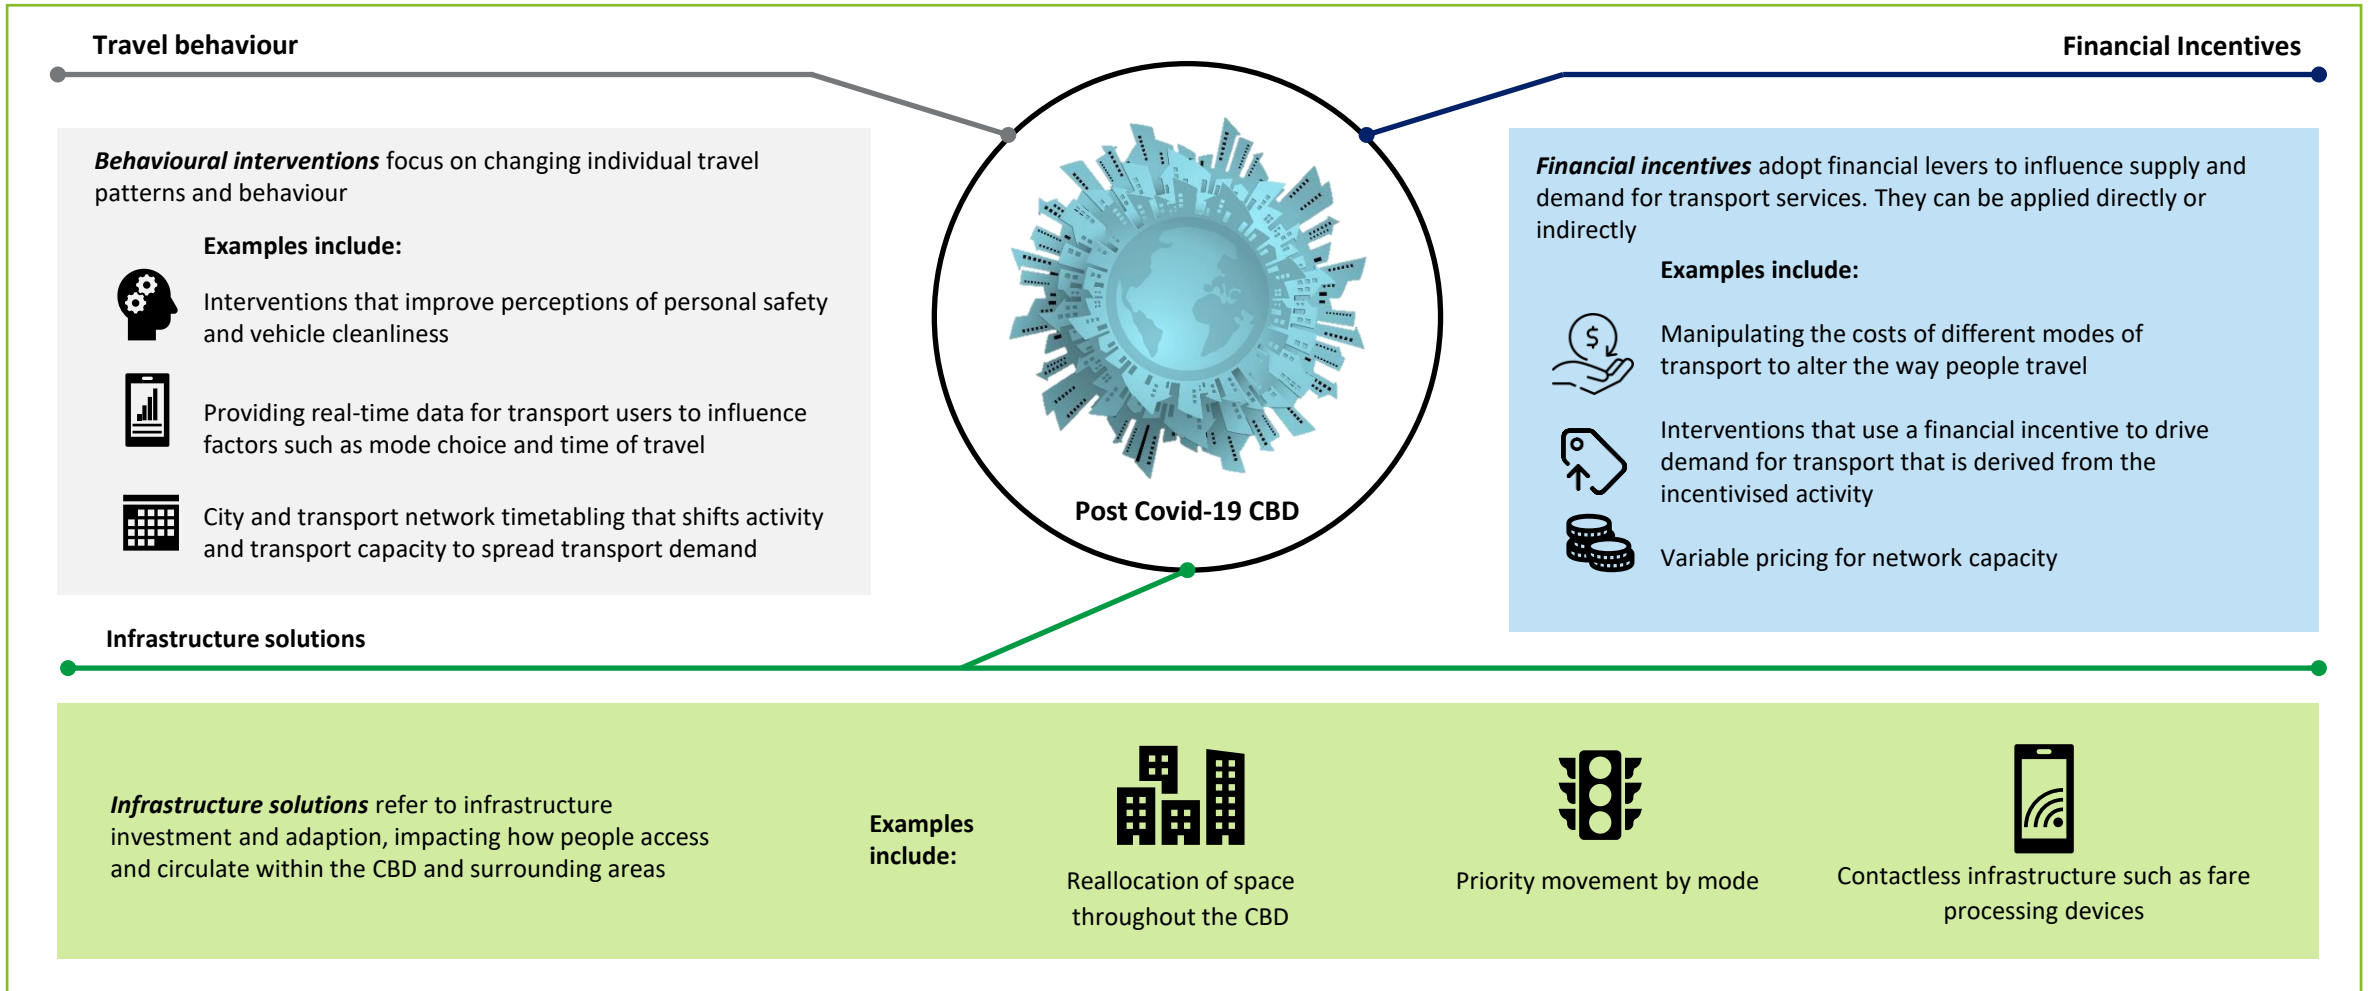 Travel behaviour
Financial Incentives
Behavioural interventions focus on changing individual travel
patterns and behaviour
Examples include:
Interventions that improve perceptions of personal safety
and vehicle cleanliness
Providing real-time data for transport users to influence
factors such as mode choice and time of travel
City and transport network timetabling that shifts activity
and transport capacity to spread transport demand
Post Covid-19 CBD
Financial incentives adopt financial levers to influence supply and
demand for transport services. They can be applied directly or
indirectly
Examples include:
$
Manipulating the costs of different modes of
transport to alter the way people travel
Interventions that use a financial incentive to drive
demand for transport that is derived from the
incentivised activity
Variable pricing for network capacity
Infrastructure solutions
Infrastructure solutions refer to infrastructure
investment and adaption, impacting how people access
and circulate within the CBD and surrounding areas
Examples
include:
Reallocation of space
throughout the CBD
Priority movement by mode
Contactless infrastructure such as fare
processing devices